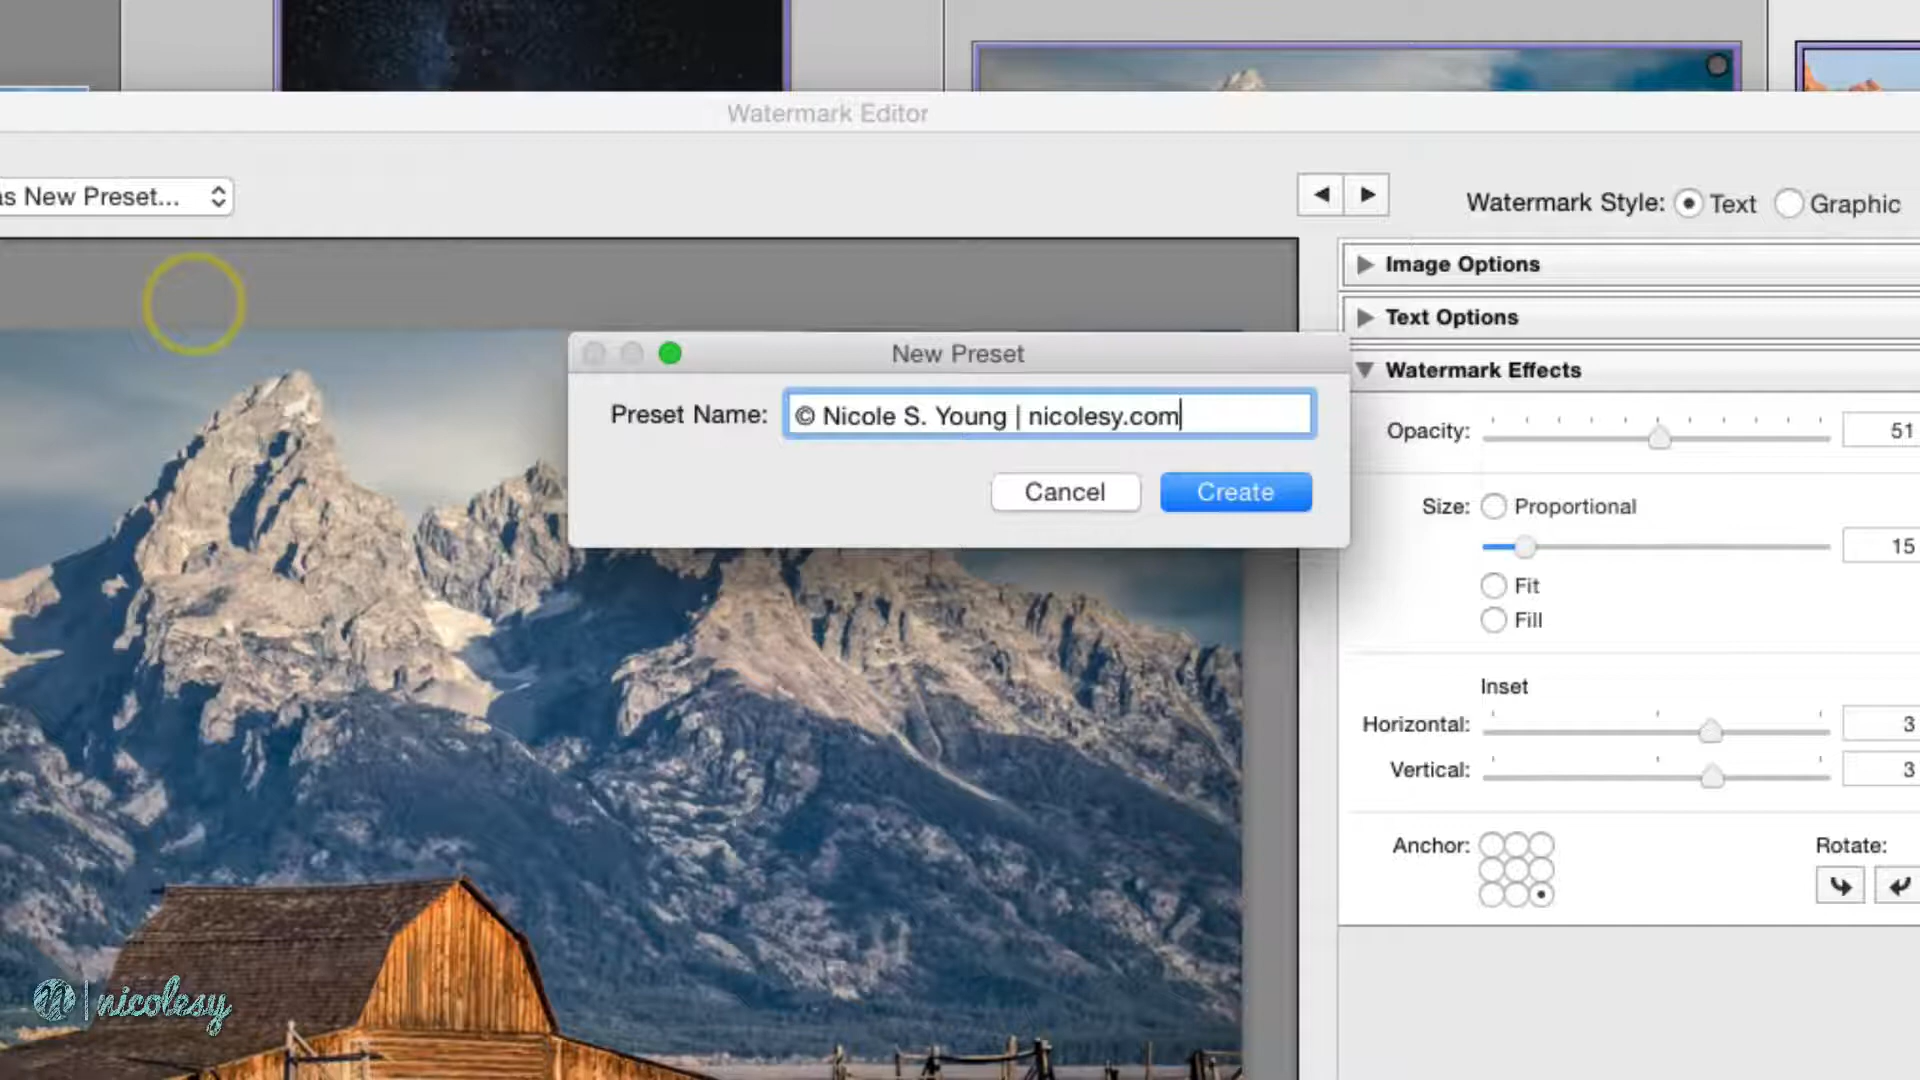 Watermark Editor
as New Preset...
Watermark Style: Text Graphic
Image Options
Text Options
Watermark Effects
New Preset
Preset Name: © Nicole S. Young | nicolesy.com
Cancel Create
Opacity: 51
Size: Proportional
15
Fit
Fill
Inset
Horizontal: 3
Vertical: 3
Anchor: Rotate:
nicolesy